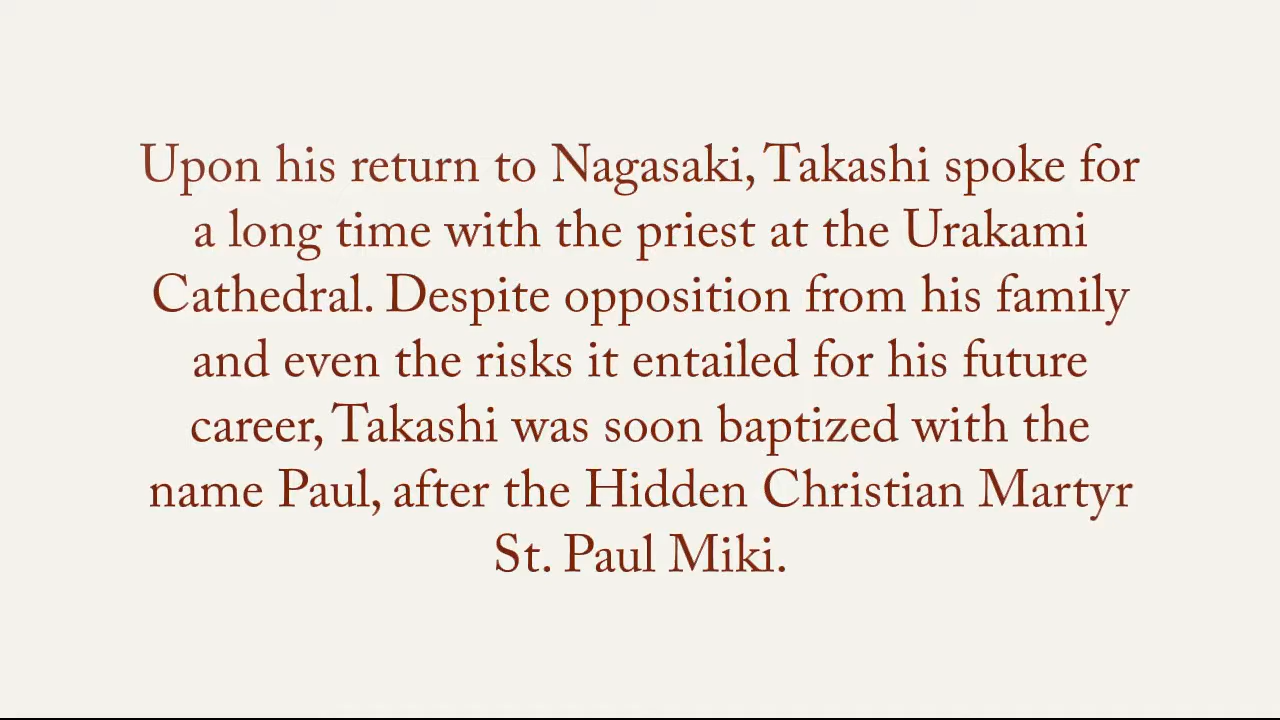 Upon his return to Nagasaki, Takashi spoke for
a long time with the priest at the Urakami
Cathedral. Despite opposition from his family
and even the risks it entailed for his future
career, Takashi was soon baptized with the
name Paul, after the Hidden Christian Martyr
St. Paul Miki.